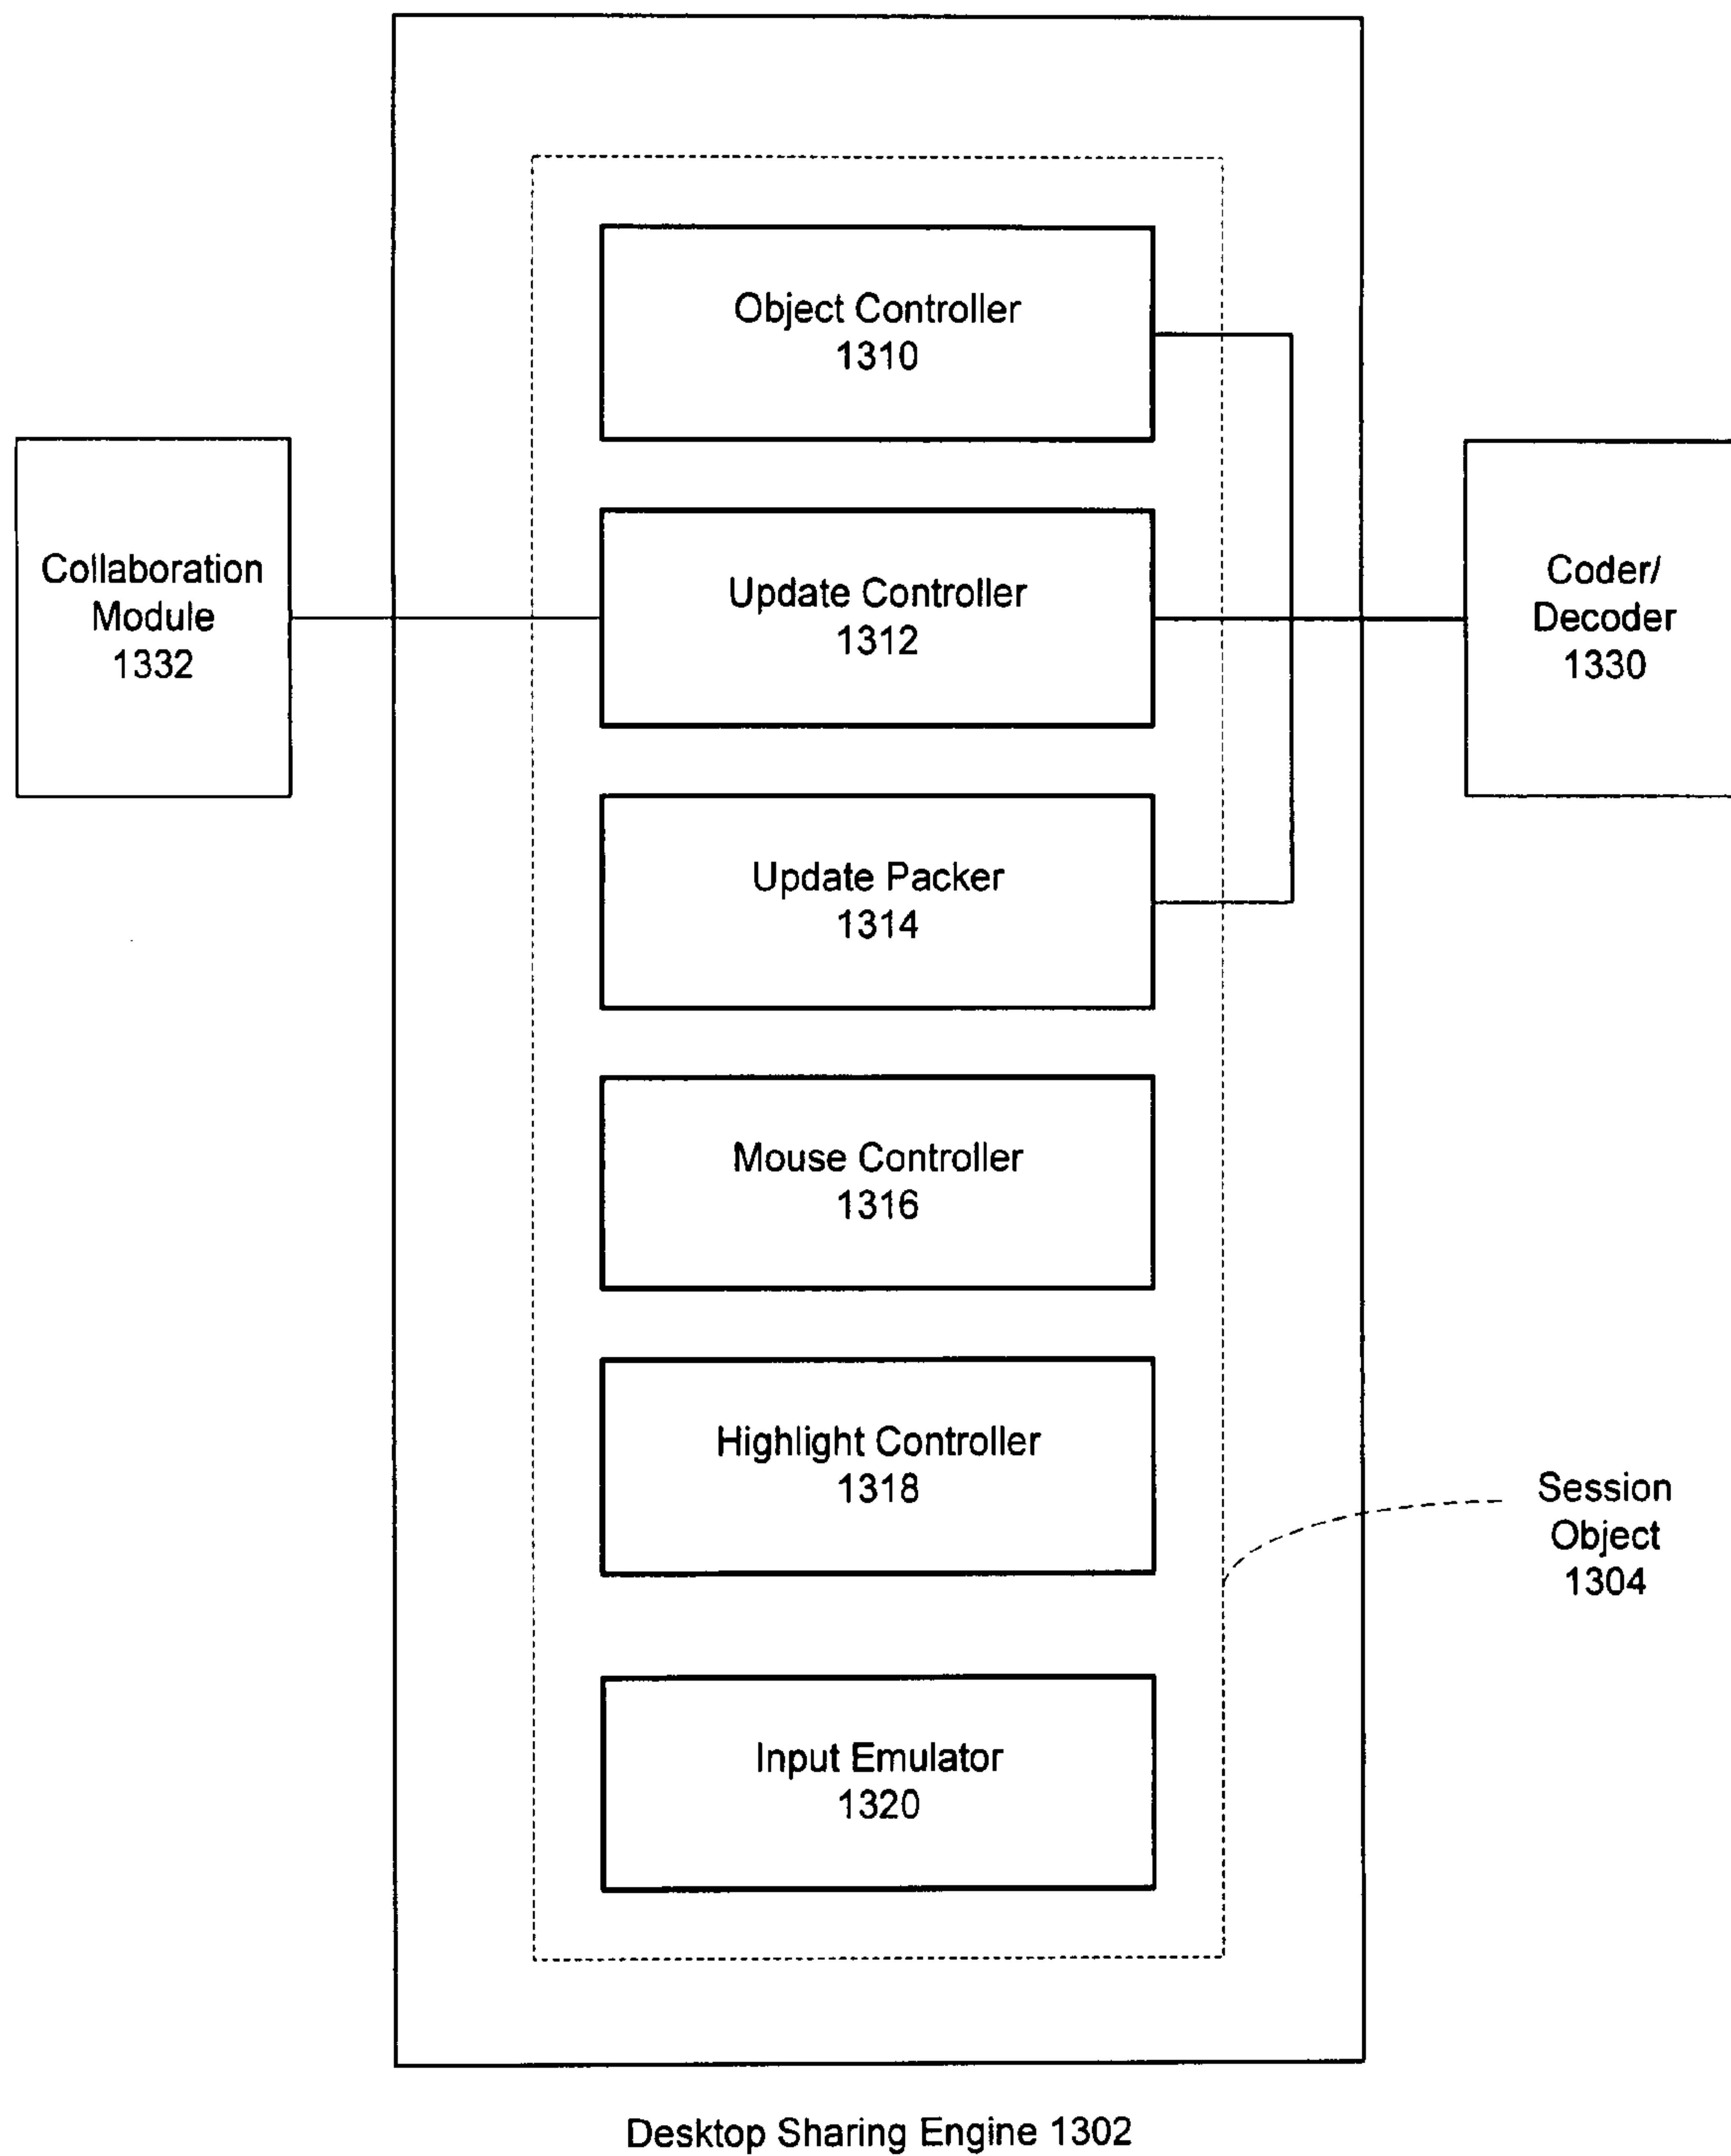 Object Controller
1310
Collaboration
Module
1332
Update Controller
1312
Coder/
Decoder
1330
Update Packer
1314
Mouse Controller
1316
Highlight Controller
1318
Session
Object
1304
Input Emulator
1320
Desktop Sharing Engine 1302